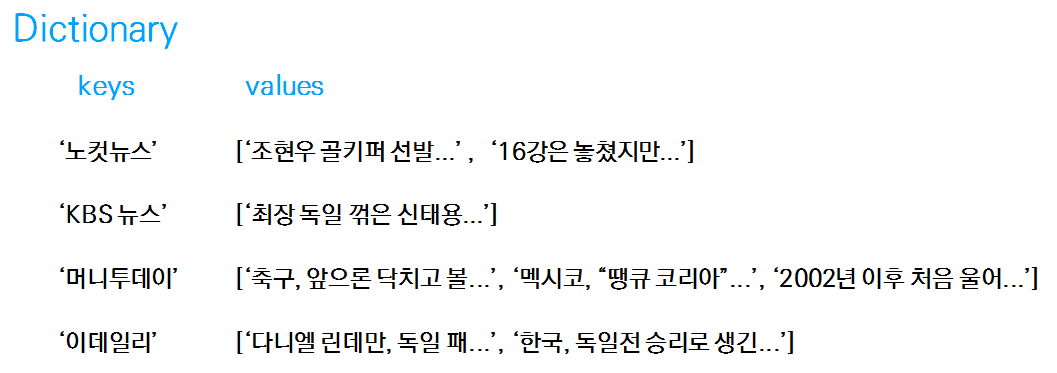 Dictionary
keys values
‘노컷뉴스’ [‘조현우 골키퍼 선발...’ , ‘16강은 놓쳤지만...’]
‘KBS 뉴스’ [‘최장 독일 꺾은 신태용...’]
‘머니투데이’ [‘축구, 앞으론 닥치고 볼...’, ‘멕시코, “땡큐 코리아”...’, ‘2002년 이후 처음 울어...’]
‘이데일리’ [‘다니엘 린데만, 독일 패...’, ‘한국, 독일전 승리로 생긴...’]